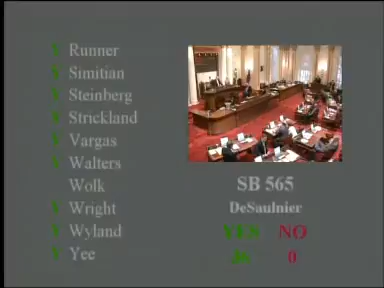 Y Runner
Y Simitian
Y Steinberg
Y Strickland
Y Vargas
Y Walters
Wolk
Y Wright
Y Wyland
Y Yee
SB 565
DeSaulnier
YES NO
0